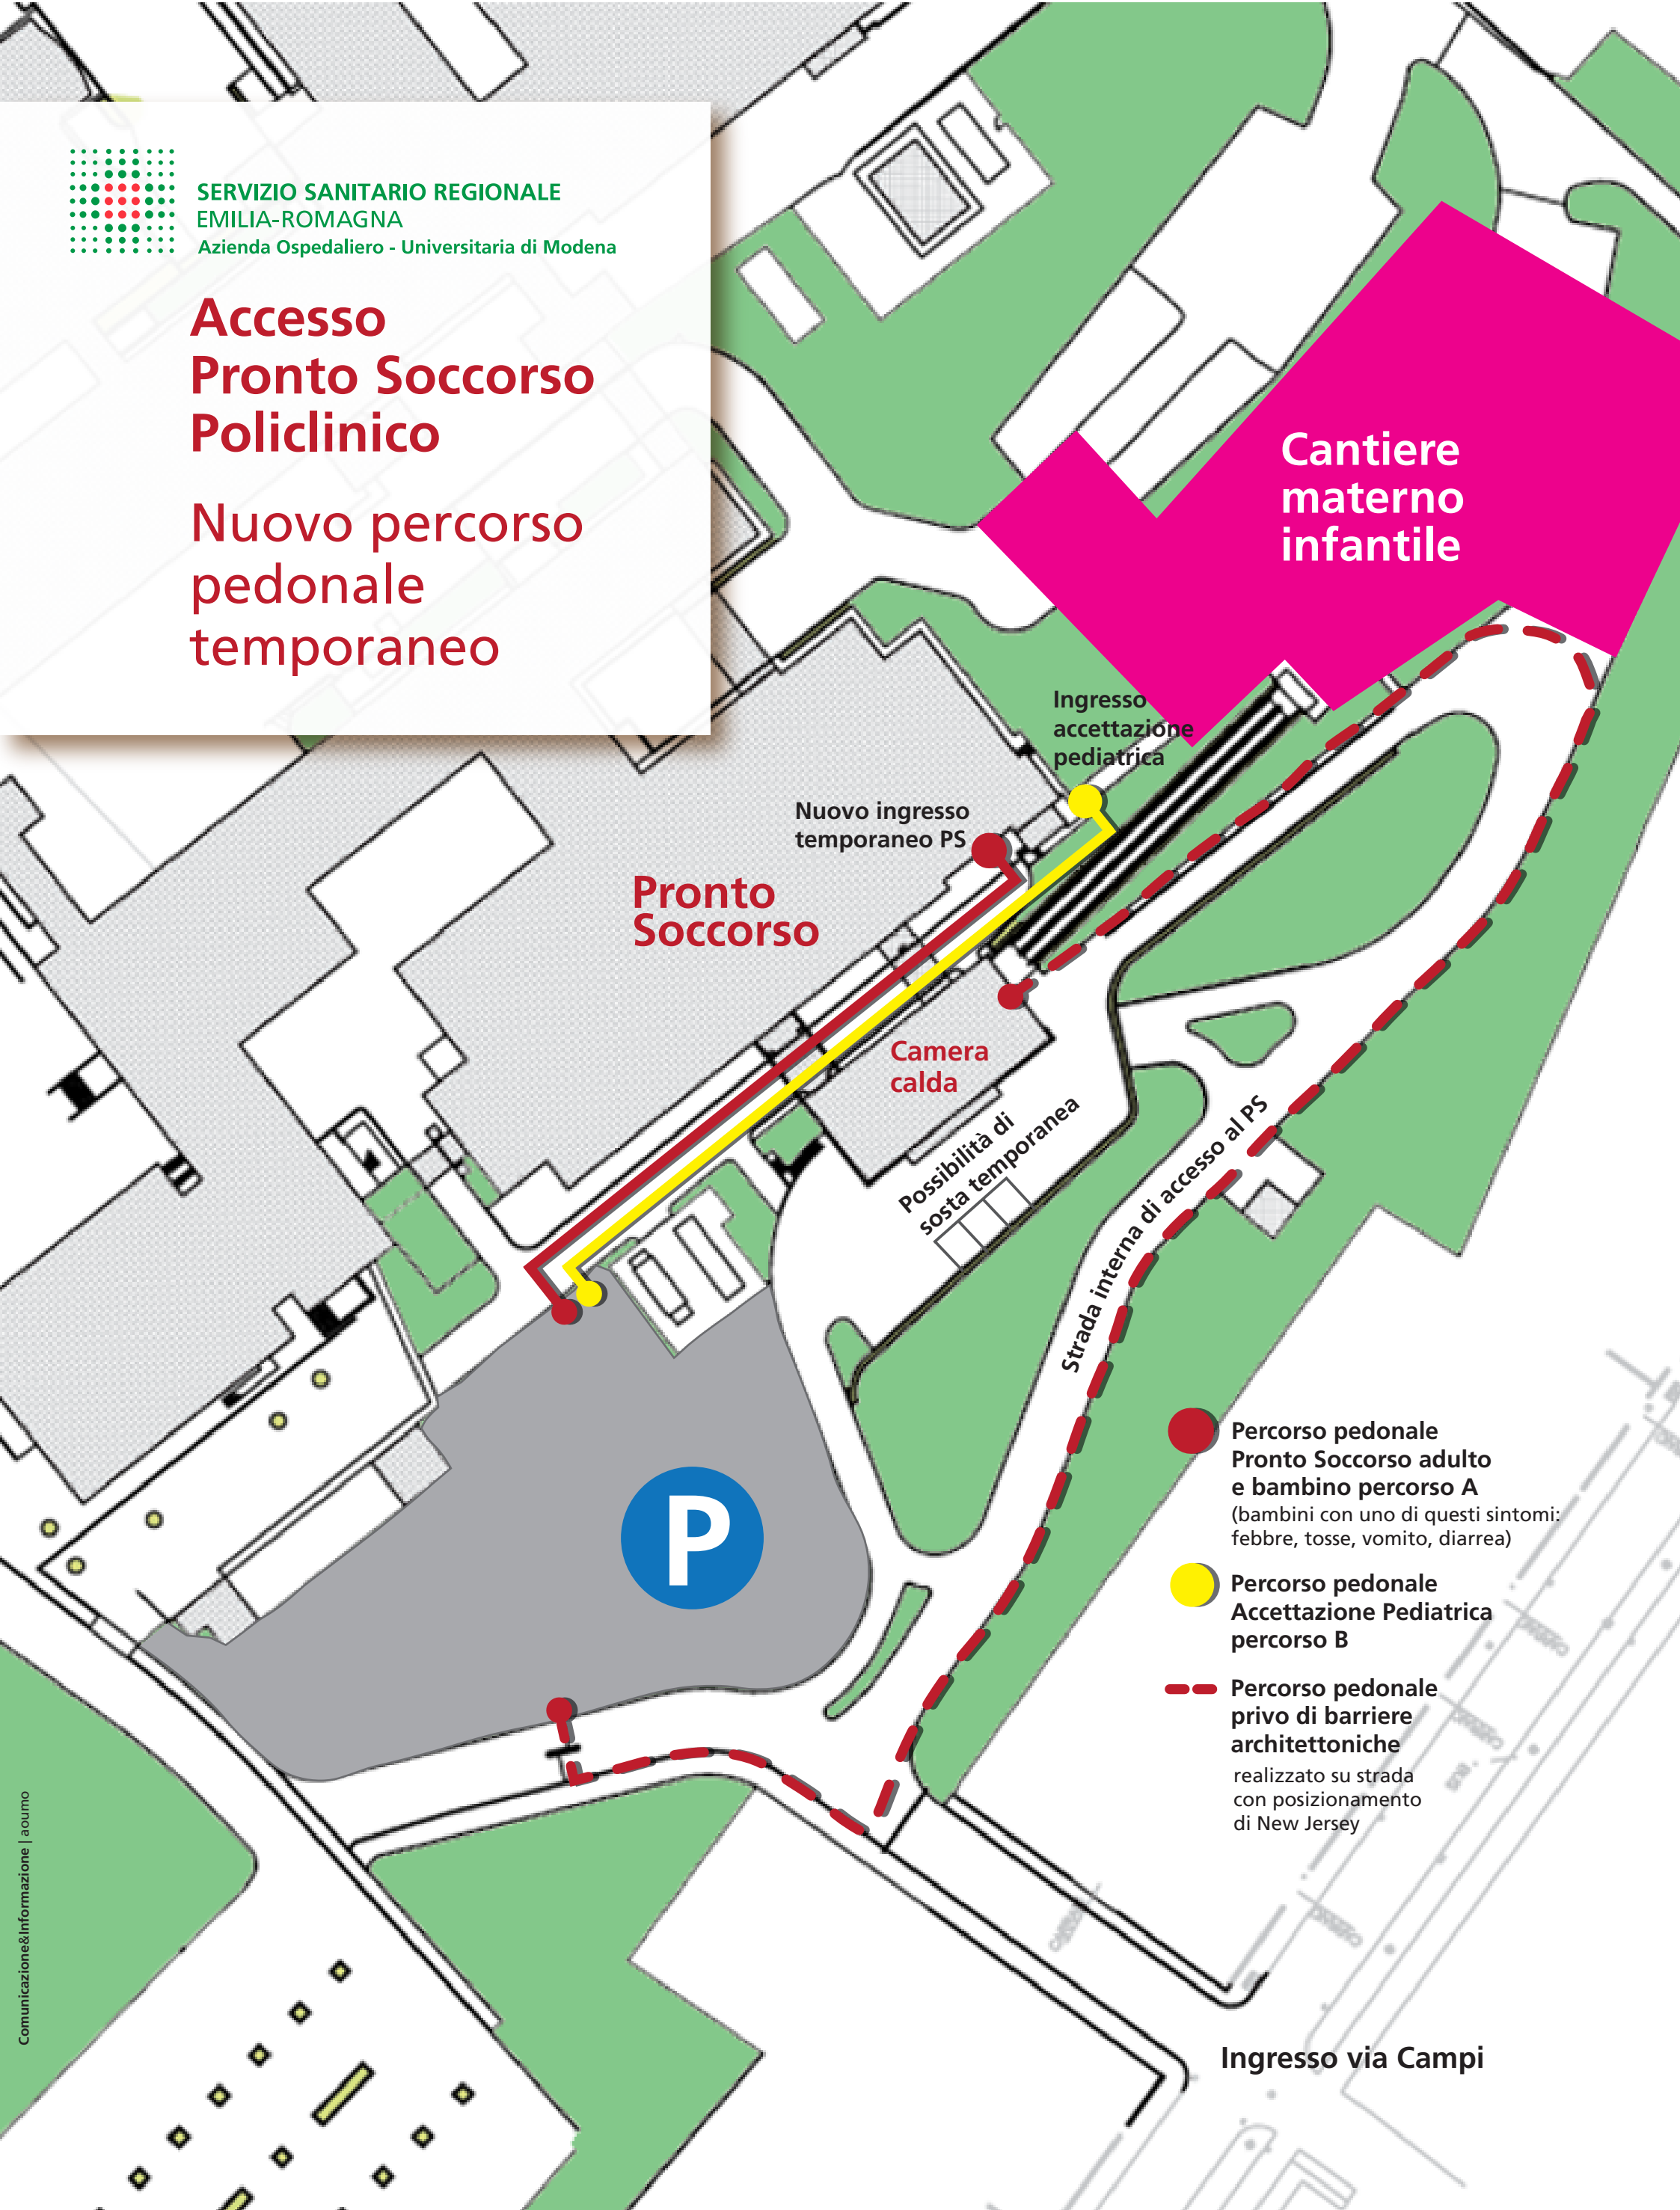 SERVIZIO SANITARIO REGIONALE
EMILIA-ROMAGNA
Azienda Ospedaliero - Universitaria di Modena
Accesso
Pronto Soccorso
Policlinico
Nuovo percorso
pedonale
temporaneo
Cantiere
materno
infantile
Ingresso
accettazione
pediatrica
Nuovo ingresso
temporaneo PS
Pronto
Soccorso
Camera
calda
Possibilità di
sosta temporanea
Strada interna di accesso al PS
P
Percorso pedonale
Pronto Soccorso adulto
e bambino percorso A
(bambini con uno di questi sintomi:
febbre, tosse, vomito, diarrea)
Percorso pedonale
Accettazione Pediatrica
percorso B
Percorso pedonale
privo di barriere
architettoniche
realizzato su strada
con posizionamento
di New Jersey
Ingresso via Campi
Comunicazione&Informazione | aoumo